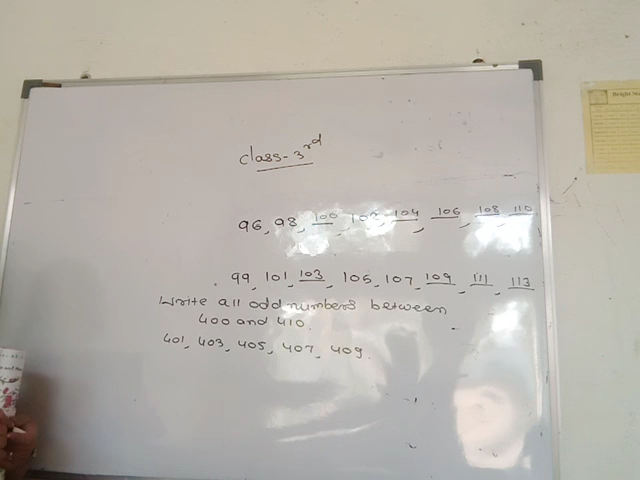 Class-3rd
96, 98, 100, 102, 104, 106, 108, 110
99, 101, 103, 105, 107, 109, 111, 113
Write all odd numbers between
400 and 410.
401, 403, 405, 407, 409.
Bright